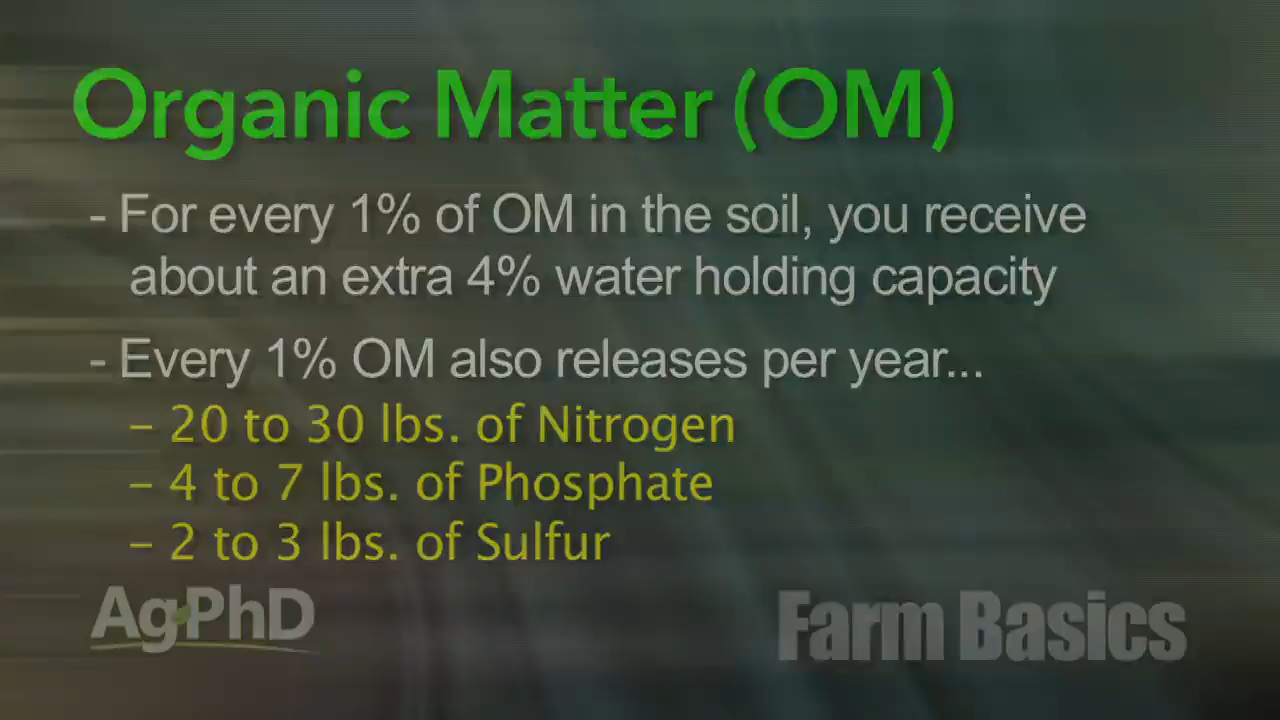 Organic Matter (OM)
- For every 1% of OM in the soil, you receive
about an extra 4% water holding capacity
- Every 1% OM also releases per year...
– 20 to 30 lbs. of Nitrogen
– 4 to 7 lbs. of Phosphate
– 2 to 3 lbs. of Sulfur
AgPhD
Farm Basics